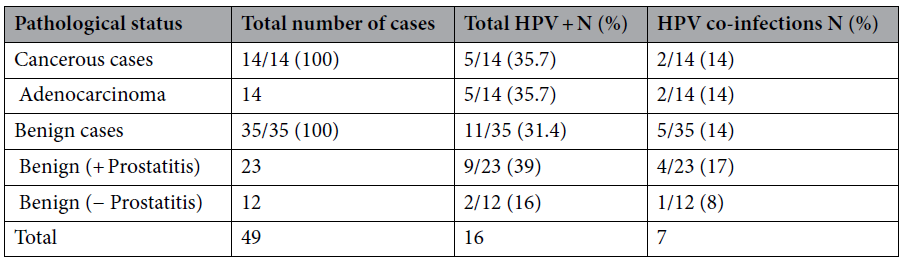 Pathological status Total number of cases Total HPV + N (%) HPV co-infections N (%)
Cancerous cases 14/14 (100) 5/14 (35.7) 2/14 (14)
Adenocarcinoma 14 5/14 (35.7) 2/14 (14)
Benign cases 35/35 (100) 11/35 (31.4) 5/35 (14)
Benign (+ Prostatitis) 23 9/23 (39) 4/23 (17)
Benign (− Prostatitis) 12 2/12 (16) 1/12 (8)
Total 49 16 7